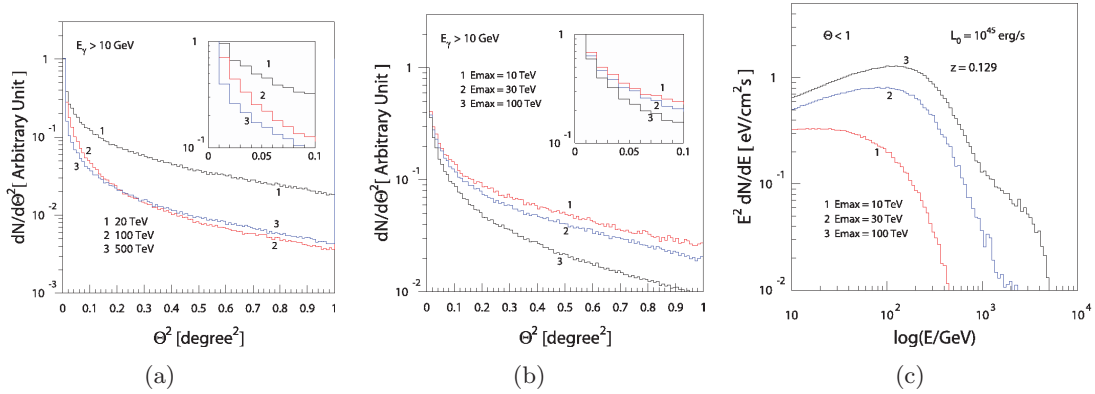 E_γ > 10 GeV
1
2
3
1
10⁻¹
0
0.05
0.1
1
2
3
1
3
2
1 20 TeV
2 100 TeV
3 500 TeV
1
10⁻¹
10⁻²
10⁻³
0 0.1 0.2 0.3 0.4 0.5 0.6 0.7 0.8 0.9 1
dN/dΘ²[ Arbitrary Unit ]
Θ² [degree²]
(a)
E_γ > 10 GeV
1 Emax = 10 TeV
2 Emax = 30 TeV
3 Emax = 100 TeV
1
2
3
1
10⁻¹
0
0.05
0.1
1
2
3
1
10⁻¹
10⁻²
0 0.1 0.2 0.3 0.4 0.5 0.6 0.7 0.8 0.9 1
dN/dΘ²[ Arbitrary Unit ]
Θ² [degree²]
(b)
Θ < 1
L₀ = 10⁴⁵ erg/s
z = 0.129
3
2
1
1 Emax = 10 TeV
2 Emax = 30 TeV
3 Emax = 100 TeV
1
10⁻¹
10⁻²
10 10² 10³ 10⁴
E² dN/dE [ eV/cm²s ]
log(E/GeV)
(c)